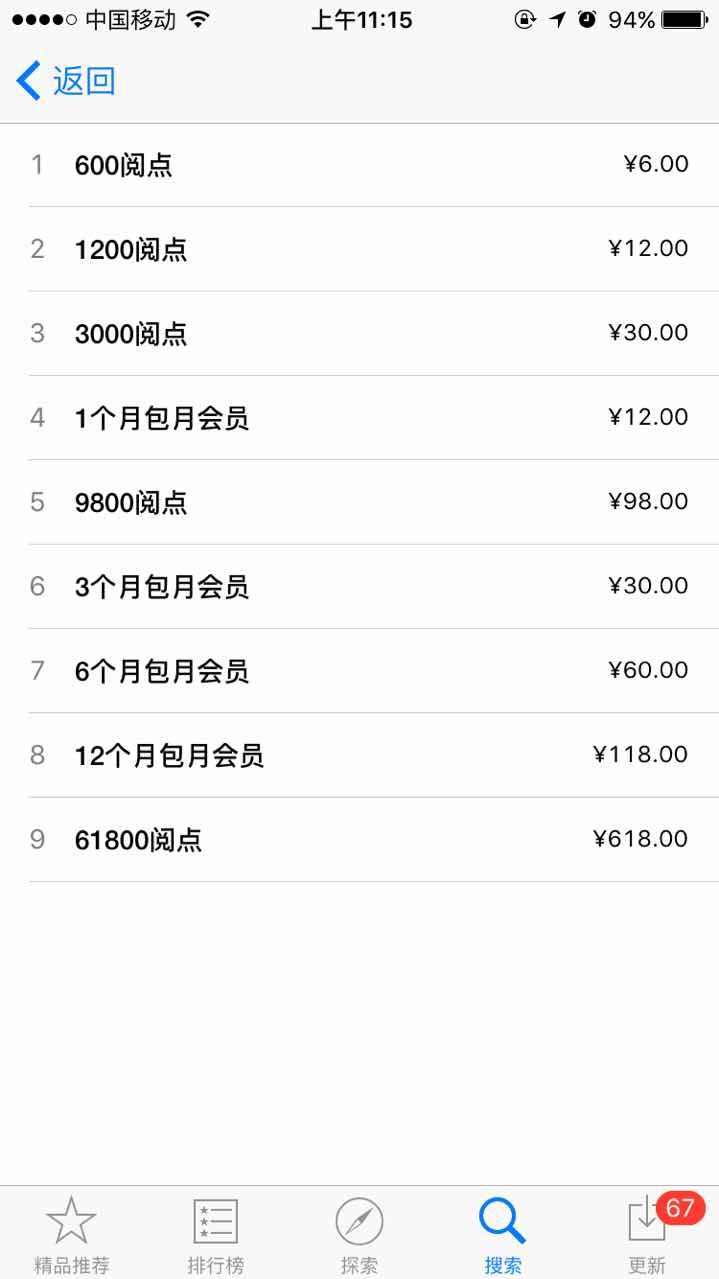 中国移动 上午11:15 94%
返回
1 600阅点 ¥6.00
2 1200阅点 ¥12.00
3 3000阅点 ¥30.00
4 1个月包月会员 ¥12.00
5 9800阅点 ¥98.00
6 3个月包月会员 ¥30.00
7 6个月包月会员 ¥60.00
8 12个月包月会员 ¥118.00
9 61800阅点 ¥618.00
67
精品推荐 排行榜 探索 搜索 更新